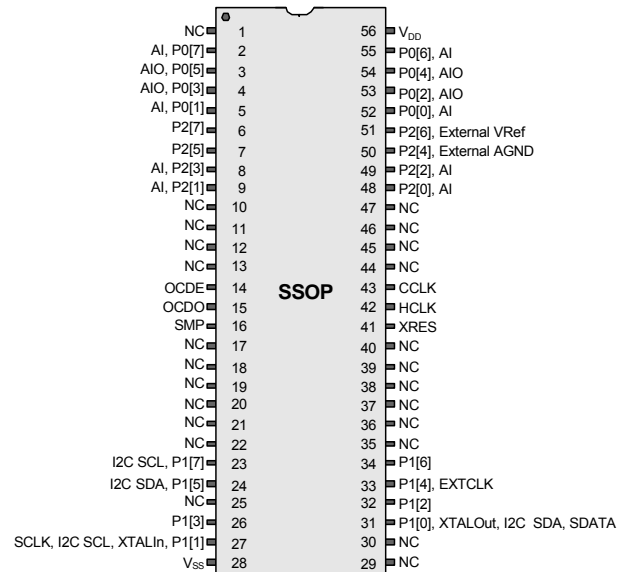 NC 1 56 VDD
AI, P0[7] 2 55 P0[6], AI
AIO, P0[5] 3 54 P0[4], AIO
AIO, P0[3] 4 53 P0[2], AIO
AI, P0[1] 5 52 P0[0], AI
P2[7] 6 51 P2[6], External VRef
P2[5] 7 50 P2[4], External AGND
AI, P2[3] 8 49 P2[2], AI
AI, P2[1] 9 48 P2[0], AI
NC 10 47 NC
NC 11 46 NC
NC 12 45 NC
NC 13 44 NC
OCDE 14 SSOP 43 CCLK
OCDO 15 42 HCLK
SMP 16 41 XRES
NC 17 40 NC
NC 18 39 NC
NC 19 38 NC
NC 20 37 NC
NC 21 36 NC
NC 22 35 NC
I2C SCL, P1[7] 23 34 P1[6]
I2C SDA, P1[5] 24 33 P1[4], EXTCLK
NC 25 32 P1[2]
P1[3] 26 31 P1[0], XTALOut, I2C SDA, SDATA
SCLK, I2C SCL, XTALIn, P1[1] 27 30 NC
Vss 28 29 NC